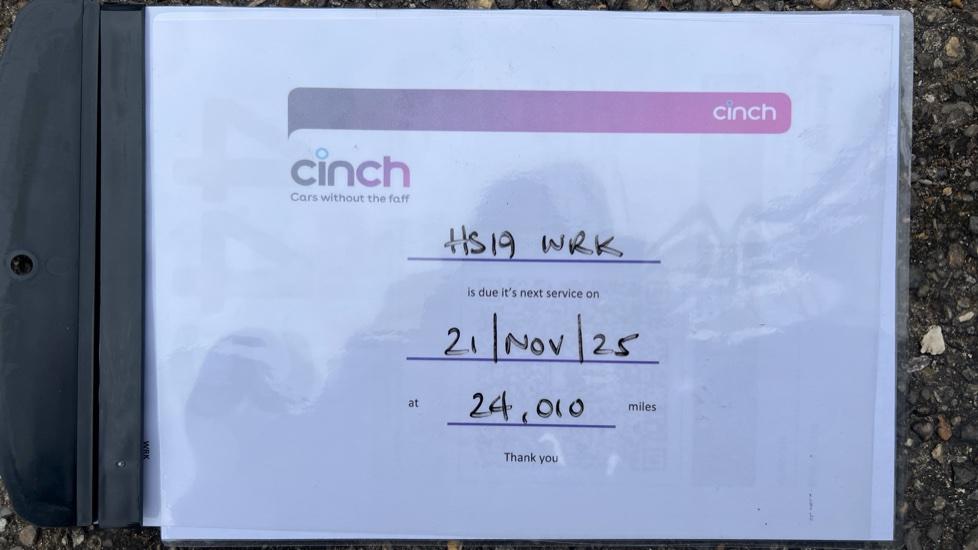 cinch
cinch
Cars without the faff
HS19 WRK
is due it's next service on
21/NOV/25
at 24,010 miles
Thank you
WRK